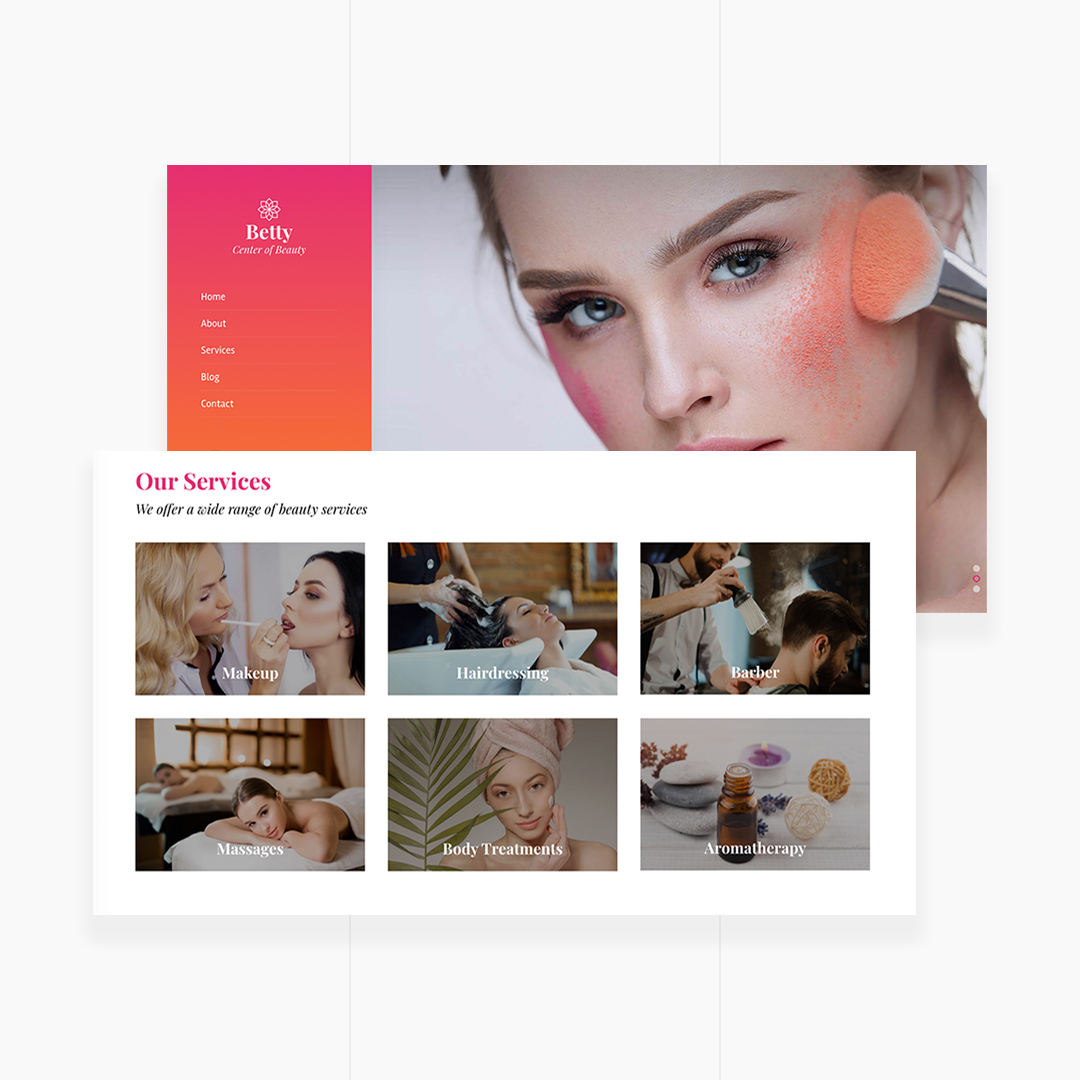 Betty
Center of Beauty
Home
About
Services
Blog
Contact
Our Services
We offer a wide range of beauty services
Makeup
Hairdressing
Barber
Massages
Body Treatments
Aromatherapy